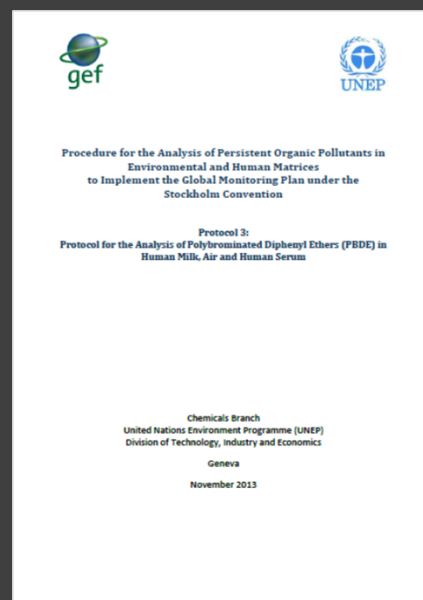 gef
UNEP
Procedure for the Analysis of Persistent Organic Pollutants in
Environmental and Human Matrices
to Implement the Global Monitoring Plan under the
Stockholm Convention
Protocol 3:
Protocol for the Analysis of Polybrominated Diphenyl Ethers (PBDE) in
Human Milk, Air and Human Serum
Chemicals Branch
United Nations Environment Programme (UNEP)
Division of Technology, Industry and Economics
Geneva
November 2013